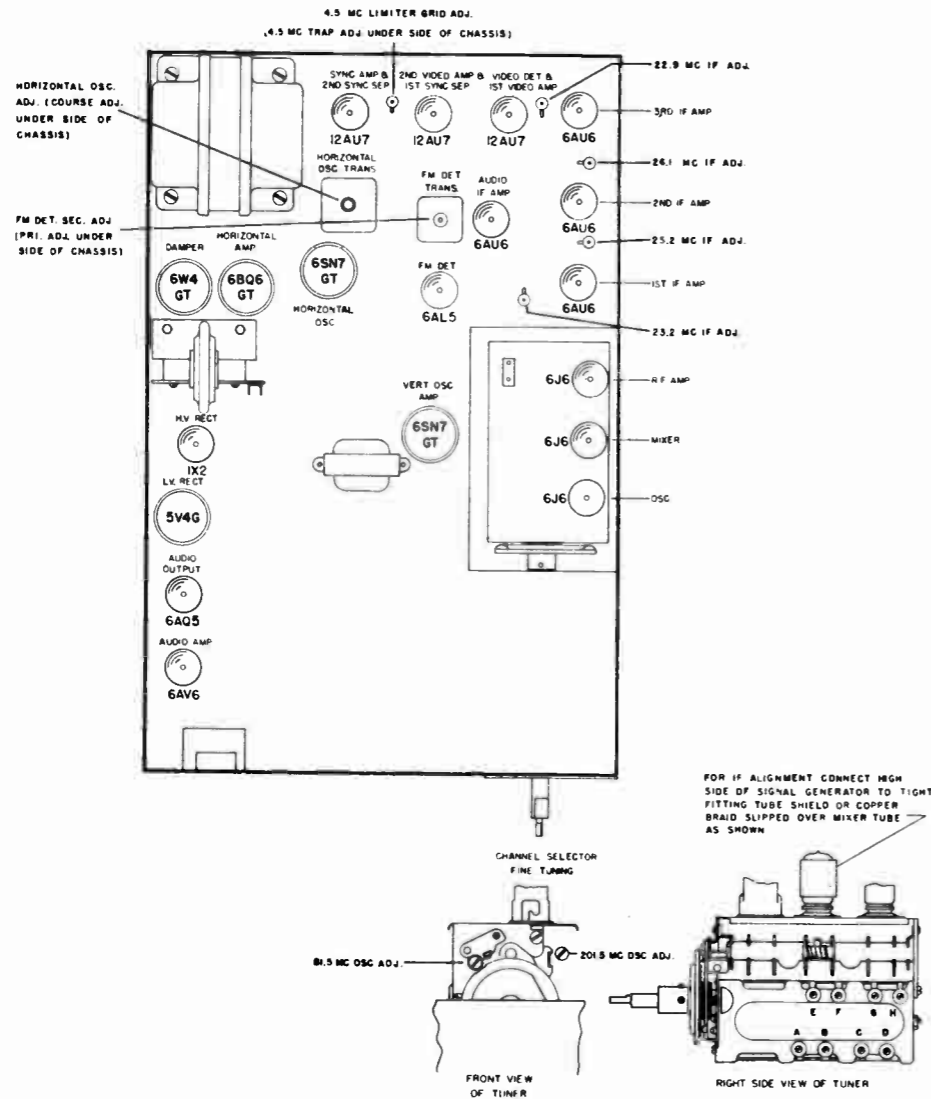 4.5 MC LIMITER GRID ADJ.
(4.5 MC TRAP ADJ. UNDER SIDE OF CHASSIS)
HORIZONTAL OSC.
ADJ. (COURSE ADJ.
UNDER SIDE OF
CHASSIS)
FM DET. SEC. ADJ.
(PRI. ADJ. UNDER
SIDE OF CHASSIS)
SYNC AMP &
2ND SYNC SEP
12AU7
2ND VIDEO AMP &
1ST SYNC SEP
12AU7
VIDEO DET &
1ST VIDEO AMP
12AU7
22.9 MC IF ADJ.
3RD IF AMP
6AU6
26.1 MC IF ADJ.
2ND IF AMP
6AU6
25.2 MC IF ADJ.
1ST IF AMP
6AU6
23.2 MC IF ADJ.
HORIZONTAL
OSC TRANS
FM DET
TRANS.
AUDIO
IF AMP
6AU6
DAMPER
6W4
GT
HORIZONTAL
AMP
6BQ6
GT
6SN7
GT
HORIZONTAL
OSC
FM DET
6AL5
6J6
R.F AMP
6J6
MIXER
6J6
OSC
VERT OSC
AMP
6SN7
GT
H.V. RECT
1X2
L.V. RECT
5V4G
AUDIO
OUTPUT
6AQ5
AUDIO AMP
6AV6
CHANNEL SELECTOR
FINE TUNING
FOR IF ALIGNMENT CONNECT HIGH
SIDE OF SIGNAL GENERATOR TO TIGHT
FITTING TUBE SHIELD OR COPPER
BRAID SLIPPED OVER MIXER TUBE
AS SHOWN
81.5 MC OSC ADJ.
201.5 MC OSC ADJ.
E F G H
A B C D
FRONT VIEW
OF TUNER
RIGHT SIDE VIEW OF TUNER